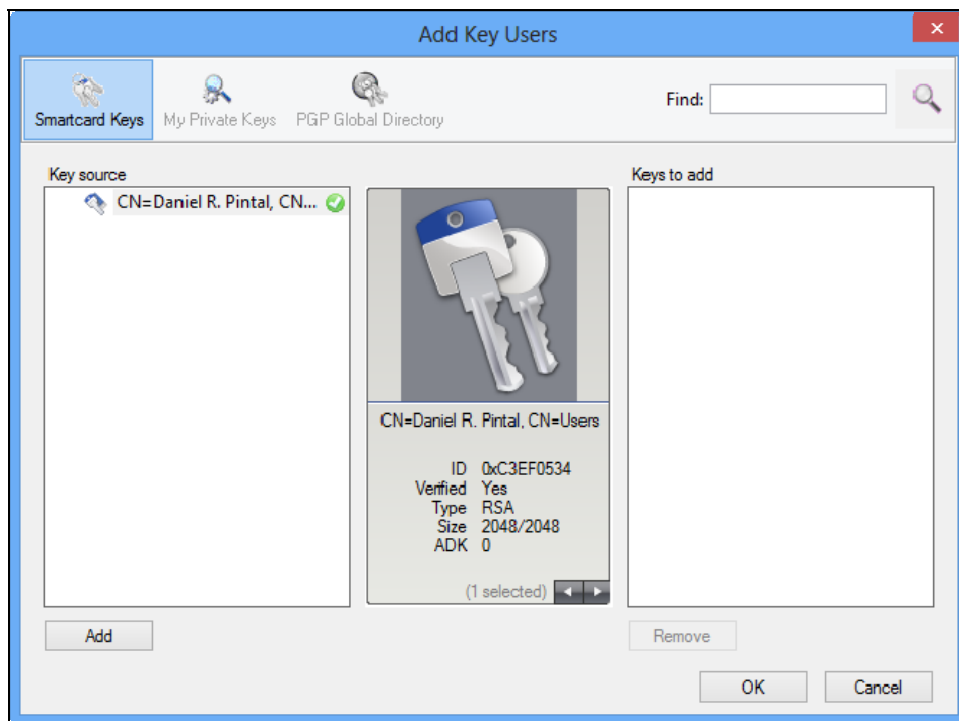 Add Key Users
Smartcard Keys My Private Keys PGP Global Directory
Find:
Key source
Keys to add
CN=Daniel R. Pintal, CN...
CN=Daniel R. Pintal, CN=Users
ID 0xC3EF0534
Verified Yes
Type RSA
Size 2048/2048
ADK 0
(1 selected)
Add
Remove
OK
Cancel